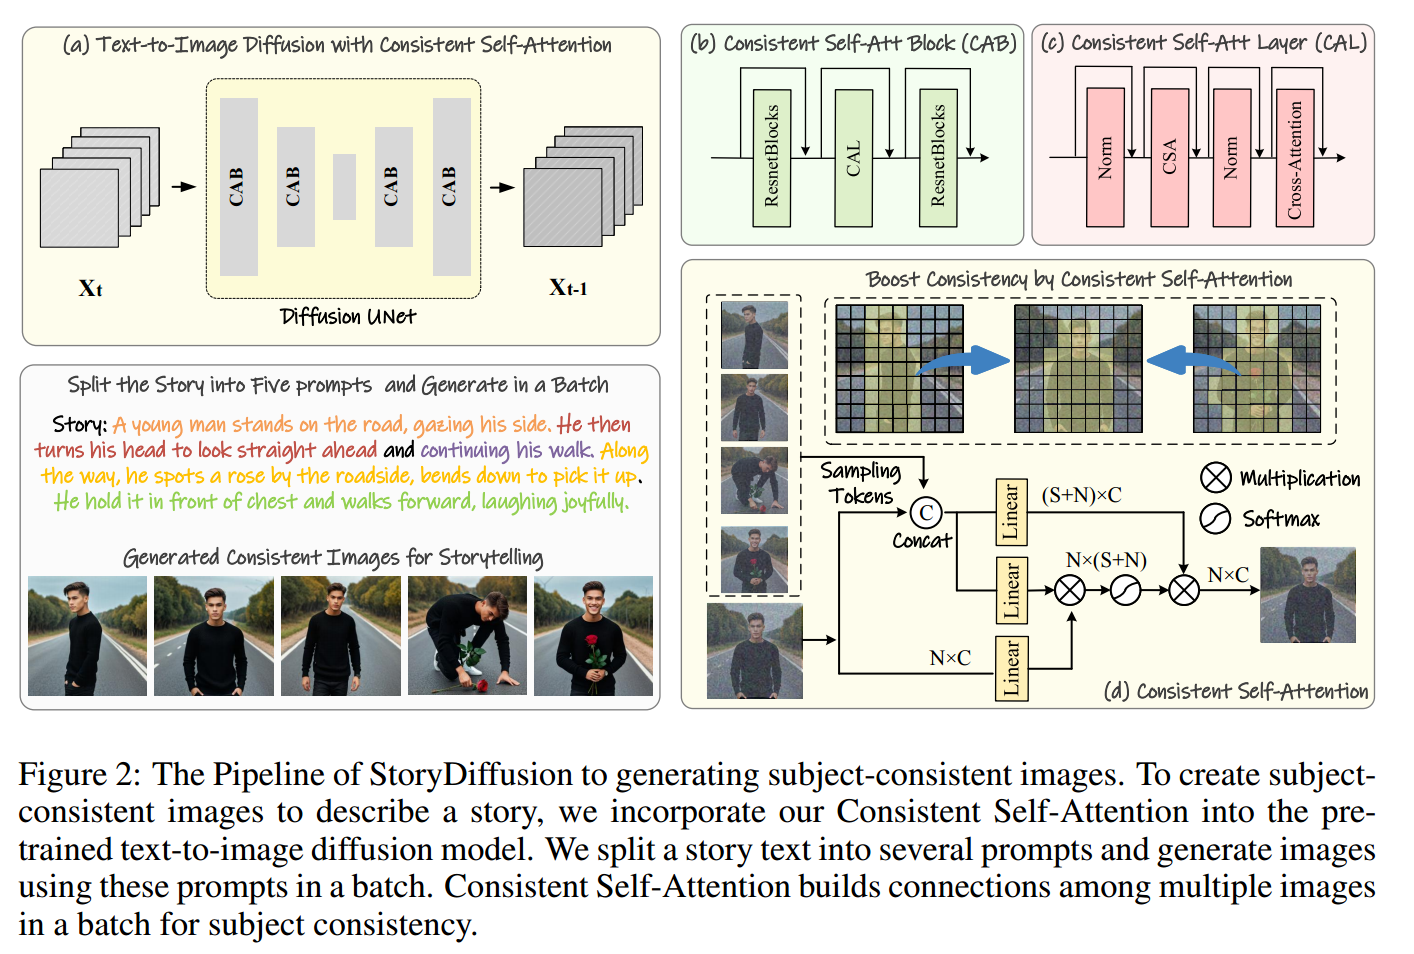 (a) Text-to-Image Diffusion with Consistent Self-Attention
CAB
CAB
CAB
CAB
Xt
Xt-1
Diffusion UNet
(b) Consistent Self-Att Block (CAB)
ResnetBlocks
CAL
ResnetBlocks
(c) Consistent Self-Att Layer (CAL)
Norm
CSA
Norm
Cross-Attention
Split the Story into Five prompts and Generate in a Batch
Story: A young man stands on the road, gazing his side. He then
turns his head to look straight ahead and continuing his walk. Along
the way, he spots a rose by the roadside, bends down to pick it up.
He hold it in front of chest and walks forward, laughing joyfully.
Generated Consistent Images for Storytelling
Boost Consistency by Consistent Self-Attention
Sampling
Tokens
C
Concat
Linear
(S+N)×C
Linear
N×(S+N)
Linear
N×C
N×C
Multiplication
Softmax
(d) Consistent Self-Attention
Figure 2: The Pipeline of StoryDiffusion to generating subject-consistent images. To create subject-
consistent images to describe a story, we incorporate our Consistent Self-Attention into the pre-
trained text-to-image diffusion model. We split a story text into several prompts and generate images
using these prompts in a batch. Consistent Self-Attention builds connections among multiple images
in a batch for subject consistency.